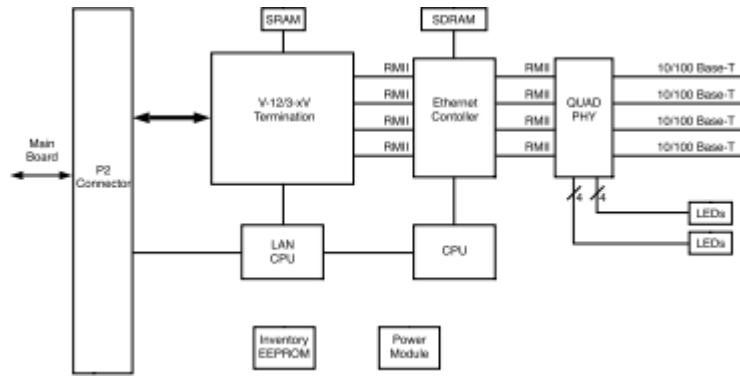 SRAM
SDRAM
RMII
RMII
10/100 Base-T
V-12/3-xV
Termination
RMII
RMII
10/100 Base-T
Ethernet
Contoller
QUAD
PHY
RMII
RMII
10/100 Base-T
Main
Board
P2
Connector
RMII
RMII
10/100 Base-T
4
4
LEDs
LEDs
LAN
CPU
CPU
Inventory
EEPROM
Power
Module